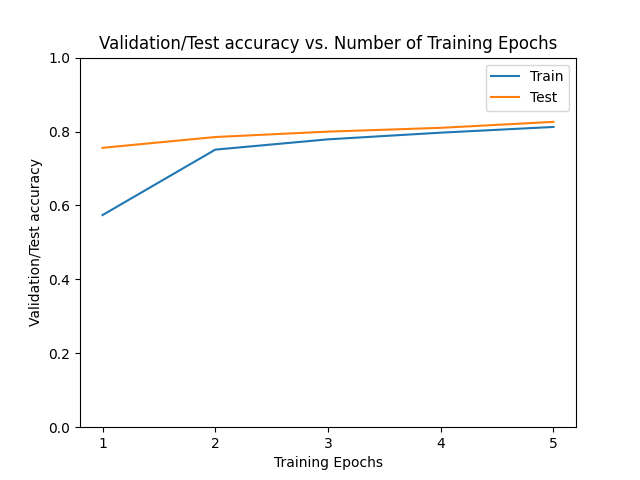 Validation/Test accuracy vs. Number of Training Epochs
Train
Test
Validation/Test accuracy
1.0
0.8
0.6
0.4
0.2
0.0
1 2 3 4 5
Training Epochs